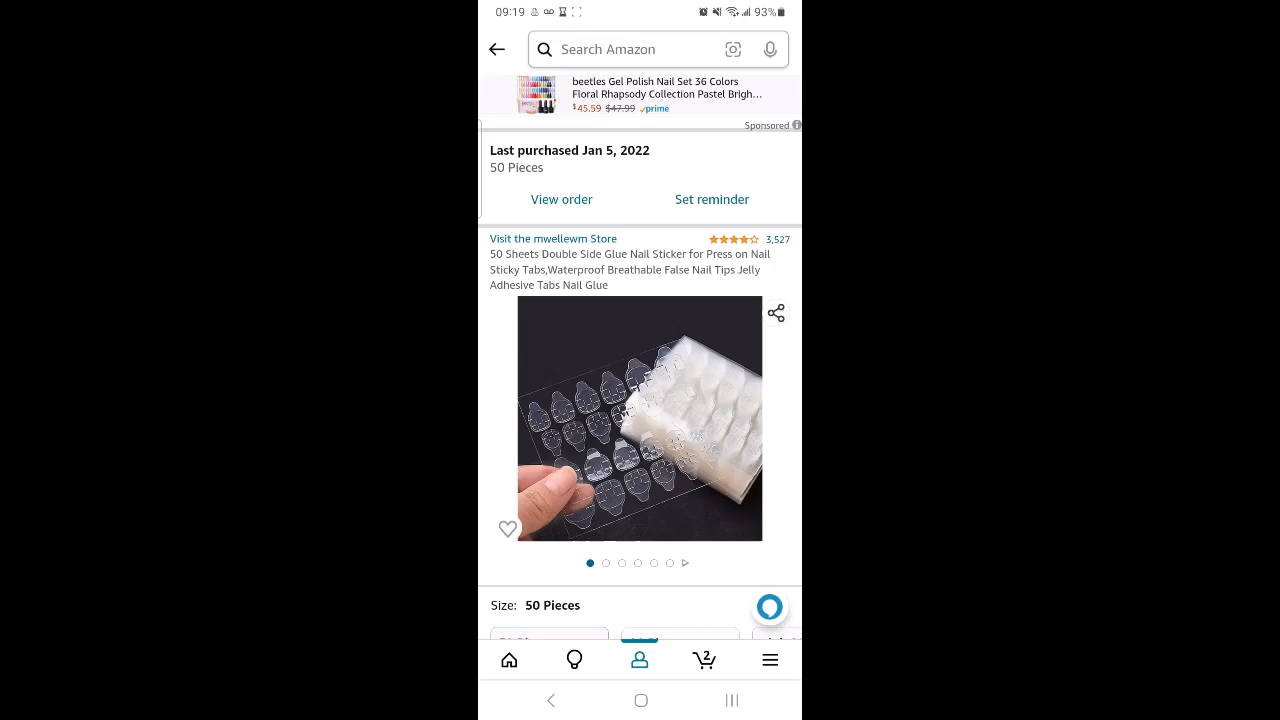 09:19
93%
Search Amazon
beetles Gel Polish Nail Set 36 Colors
Floral Rhapsody Collection Pastel Brigh...
$45.59 $47.99 prime
Sponsored
Last purchased Jan 5, 2022
50 Pieces
View order Set reminder
Visit the mwellewm Store 3,527
50 Sheets Double Side Glue Nail Sticker for Press on Nail
Sticky Tabs,Waterproof Breathable False Nail Tips Jelly
Adhesive Tabs Nail Glue
Size: 50 Pieces
2